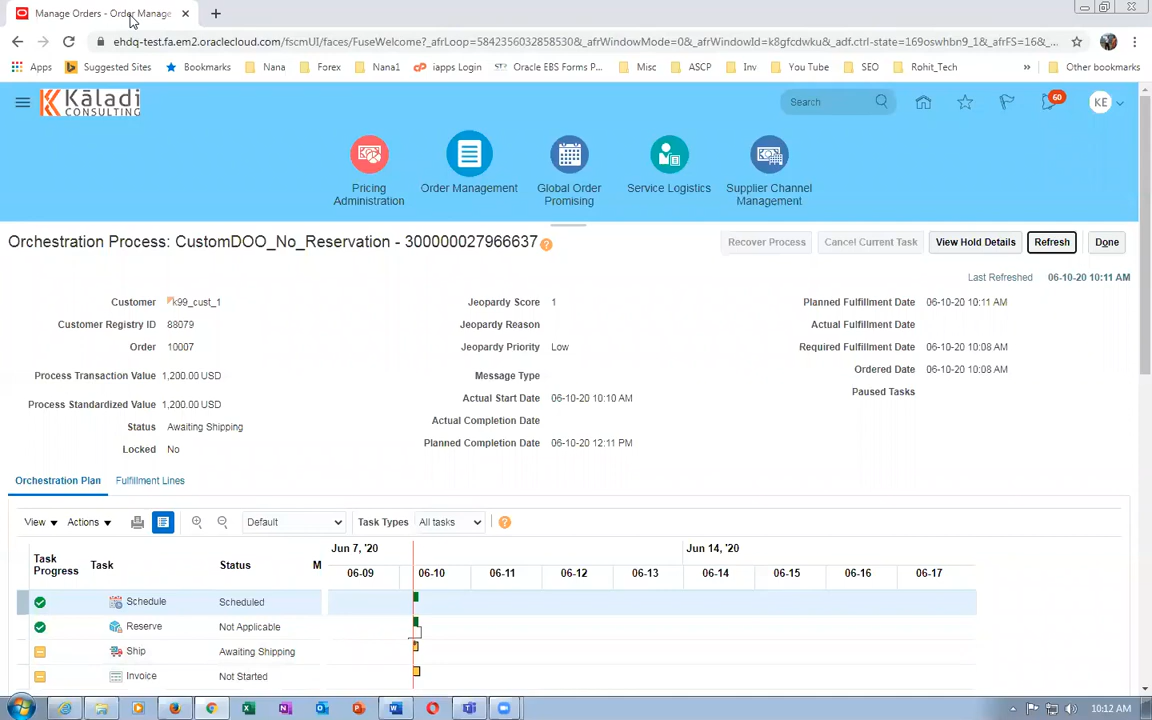 Manage Orders - Order Manage
ehdq-test.fa.em2.oraclecloud.com/fscmUI/faces/FuseWelcome?_afrLoop=58423560328585­30&_afrWindowMode=0&_afrWindowId=k8gfcdwku&_adf.ctrl-state=169oswhbn9_1&_afrFS=16&_...
Apps Suggested Sites Bookmarks Nana Forex Nana1 iapps Login Oracle EBS Forms P... Misc ASCP Inv You Tube SEO Rohit_Tech » Other bookmarks
Kāladi
CONSULTING
Search
60
KE
Pricing Administration
Order Management
Global Order Promising
Service Logistics
Supplier Channel Management
Orchestration Process: CustomDOO_No_Reservation - 300000027966637 ?
Recover Process Cancel Current Task View Hold Details Refresh Done
Last Refreshed 06-10-20 10:11 AM
Customer k99_cust_1
Customer Registry ID 88079
Order 10007
Process Transaction Value 1,200.00 USD
Process Standardized Value 1,200.00 USD
Status Awaiting Shipping
Locked No
Jeopardy Score 1
Jeopardy Reason
Jeopardy Priority Low
Message Type
Actual Start Date 06-10-20 10:10 AM
Actual Completion Date
Planned Completion Date 06-10-20 12:11 PM
Planned Fulfillment Date 06-10-20 10:11 AM
Actual Fulfillment Date
Required Fulfillment Date 06-10-20 10:08 AM
Ordered Date 06-10-20 10:08 AM
Paused Tasks
Orchestration Plan Fulfillment Lines
View Actions Default Task Types All tasks ?
Task Progress Task Status M
Jun 7, '20 Jun 14, '20
06-09 06-10 06-11 06-12 06-13 06-14 06-15 06-16 06-17
Schedule Scheduled
Reserve Not Applicable
Ship Awaiting Shipping
Invoice Not Started
10:12 AM